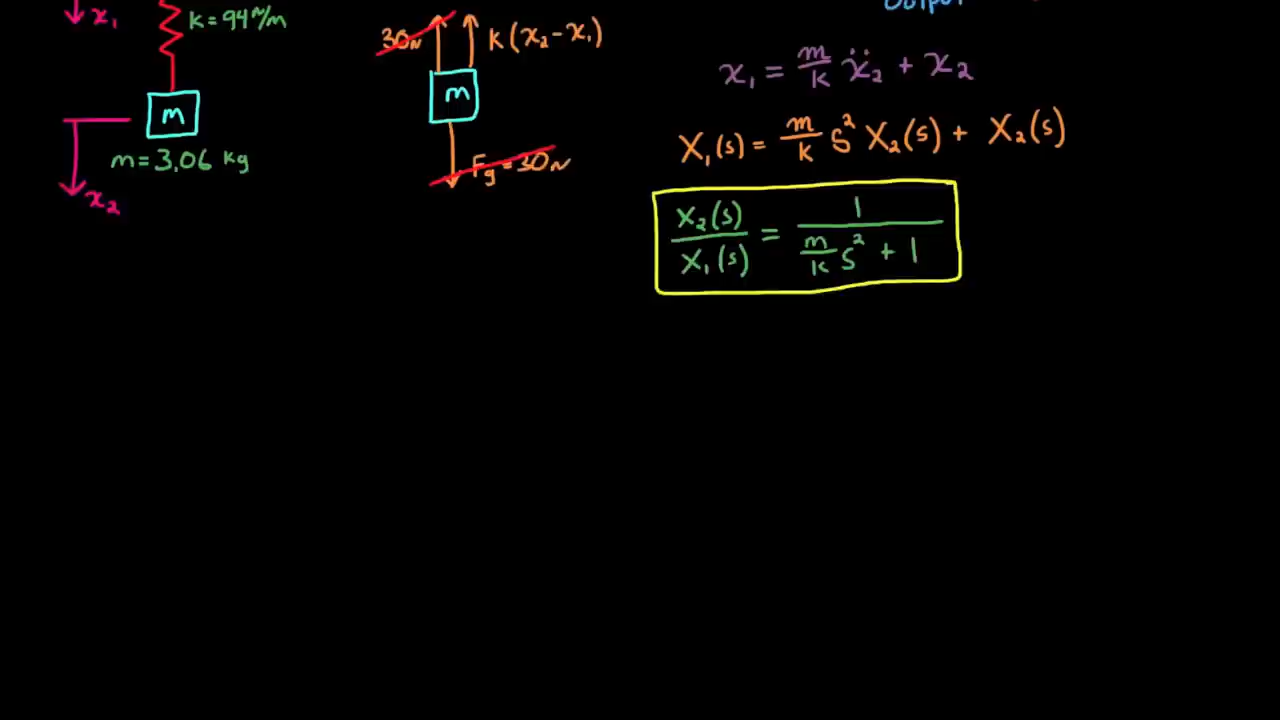 x₁
k = 94 N/m
m
m = 3.06 kg
x₂
30N
k(x₂ - x₁)
m
Fg = 30N
Output
x₁ = m/k ẍ₂ + x₂
X₁(s) = m/k s² X₂(s) + X₂(s)
X₂(s)/X₁(s) = 1/(m/k s² + 1)